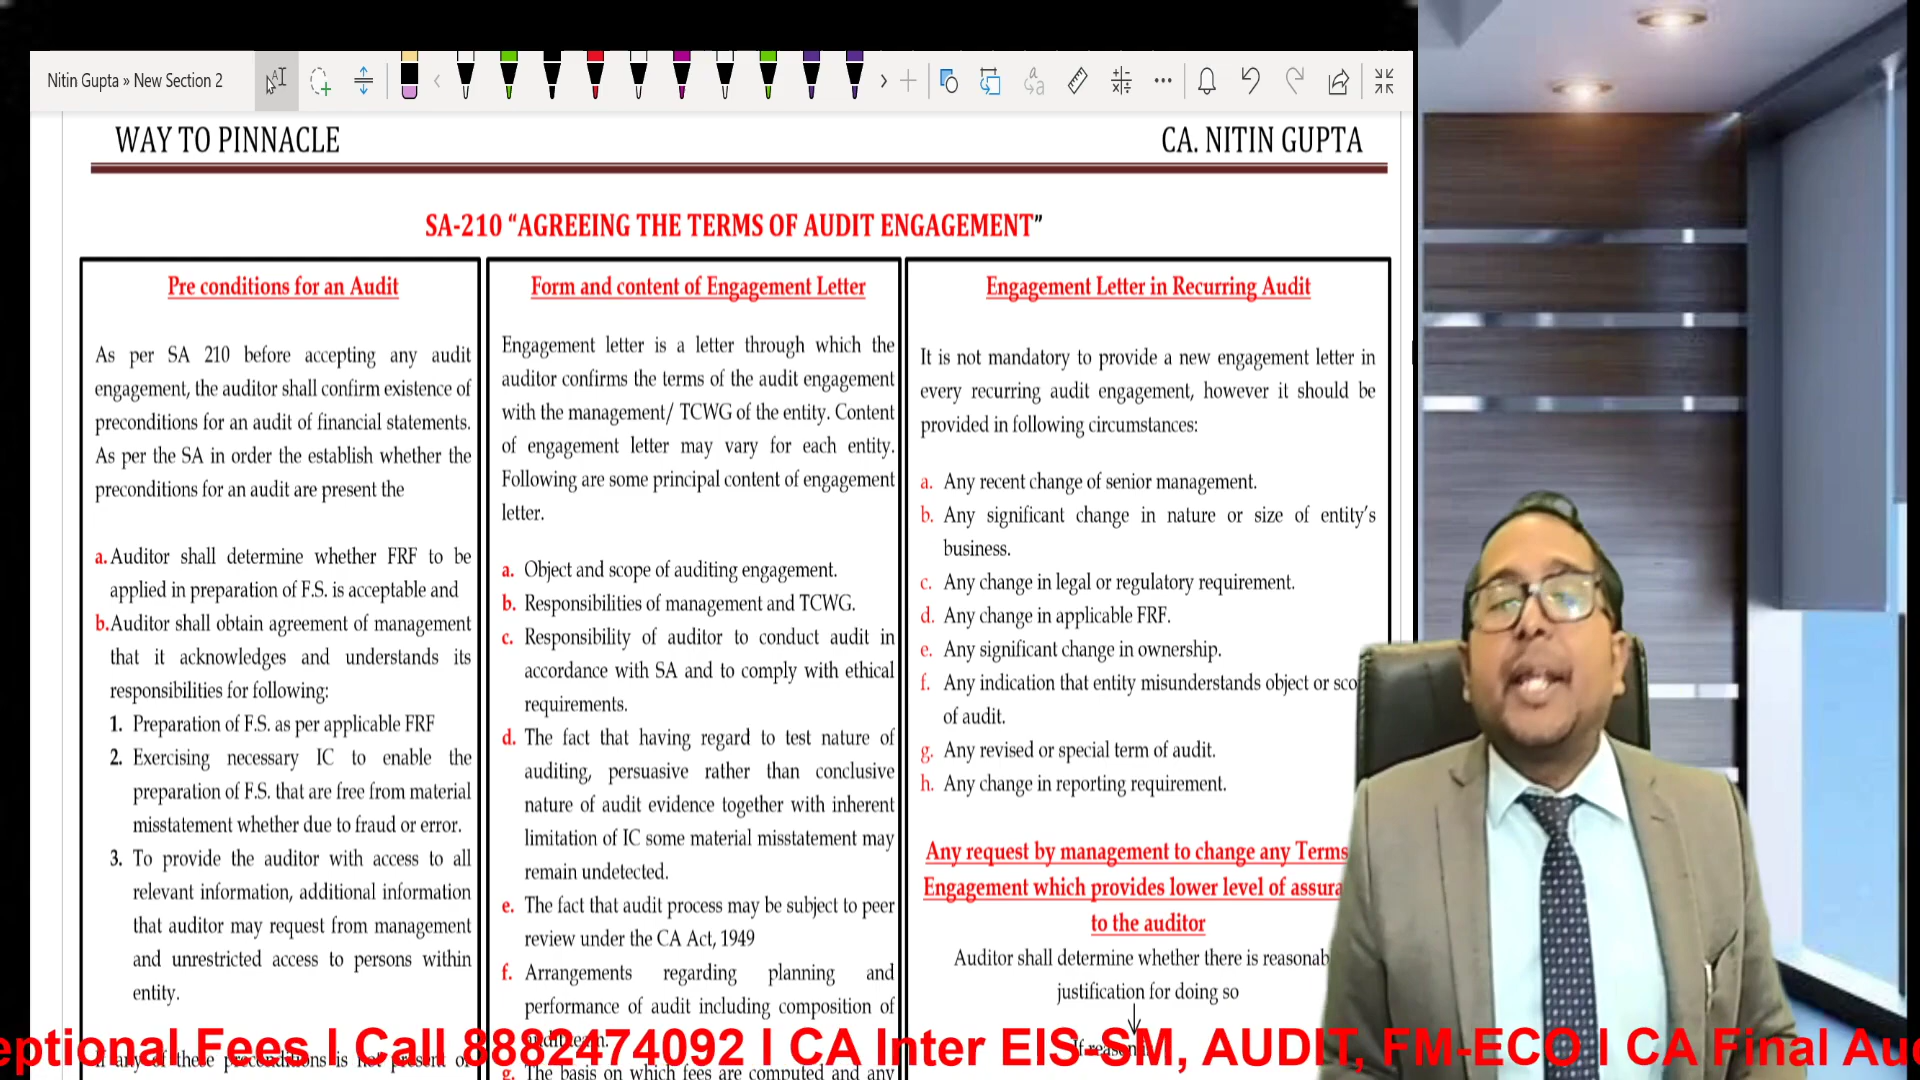 Nitin Gupta » New Section 2
WAY TO PINNACLE
CA. NITIN GUPTA
SA-210 “AGREEING THE TERMS OF AUDIT ENGAGEMENT”
Pre conditions for an Audit
As per SA 210 before accepting any audit
engagement, the auditor shall confirm existence of
preconditions for an audit of financial statements.
As per the SA in order the establish whether the
preconditions for an audit are present the
a. Auditor shall determine whether FRF to be
applied in preparation of F.S. is acceptable and
b. Auditor shall obtain agreement of management
that it acknowledges and understands its
responsibilities for following:
1. Preparation of F.S. as per applicable FRF
2. Exercising necessary IC to enable the
preparation of F.S. that are free from material
misstatement whether due to fraud or error.
3. To provide the auditor with access to all
relevant information, additional information
that auditor may request from management
and unrestricted access to persons within
entity.
If any of these preconditions is not present or
Form and content of Engagement Letter
Engagement letter is a letter through which the
auditor confirms the terms of the audit engagement
with the management/ TCWG of the entity. Content
of engagement letter may vary for each entity.
Following are some principal content of engagement
letter.
a. Object and scope of auditing engagement.
b. Responsibilities of management and TCWG.
c. Responsibility of auditor to conduct audit in
accordance with SA and to comply with ethical
requirements.
d. The fact that having regard to test nature of
auditing, persuasive rather than conclusive
nature of audit evidence together with inherent
limitation of IC some material misstatement may
remain undetected.
e. The fact that audit process may be subject to peer
review under the CA Act, 1949
f. Arrangements regarding planning and
performance of audit including composition of
g. The basis on which fees are computed and any
Engagement Letter in Recurring Audit
It is not mandatory to provide a new engagement letter in
every recurring audit engagement, however it should be
provided in following circumstances:
a. Any recent change of senior management.
b. Any significant change in nature or size of entity’s
business.
c. Any change in legal or regulatory requirement.
d. Any change in applicable FRF.
e. Any significant change in ownership.
f. Any indication that entity misunderstands object or sco
of audit.
g. Any revised or special term of audit.
h. Any change in reporting requirement.
Any request by management to change any Terms
Engagement which provides lower level of assura
to the auditor
Auditor shall determine whether there is reasonab
justification for doing so
eptional Fees I Call 8882474092 I CA Inter EIS-SM, AUDIT, FM-ECO I CA Final Au